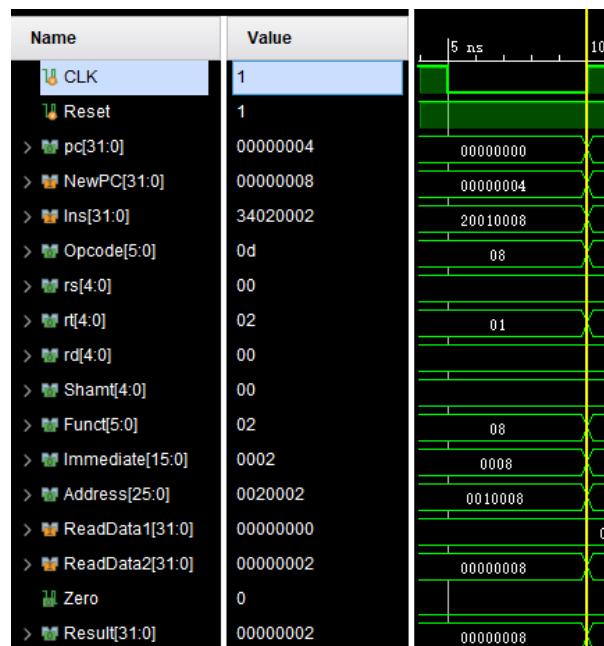 Name Value 5 ns 10
CLK 1
Reset 1
pc[31:0] 00000004 00000000
NewPC[31:0] 00000008 00000004
Ins[31:0] 34020002 20010008
Opcode[5:0] 0d 08
rs[4:0] 00
rt[4:0] 02 01
rd[4:0] 00
Shamt[4:0] 00
Funct[5:0] 02 08
Immediate[15:0] 0002 0008
Address[25:0] 0020002 0010008
ReadData1[31:0] 00000000
ReadData2[31:0] 00000002 00000008
Zero 0
Result[31:0] 00000002 00000008